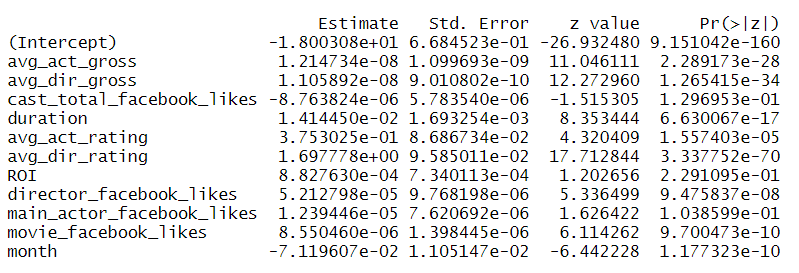 Estimate Std. Error z value Pr(>|z|)
(Intercept) -1.800308e+01 6.684523e-01 -26.932480 9.151042e-160
avg_act_gross 1.214734e-08 1.099693e-09 11.046111 2.289173e-28
avg_dir_gross 1.105892e-08 9.010802e-10 12.272960 1.265415e-34
cast_total_facebook_likes -8.763824e-06 5.783540e-06 -1.515305 1.296953e-01
duration 1.414450e-02 1.693254e-03 8.353444 6.630067e-17
avg_act_rating 3.753025e-01 8.686734e-02 4.320409 1.557403e-05
avg_dir_rating 1.697778e+00 9.585011e-02 17.712844 3.337752e-70
ROI 8.827630e-04 7.340113e-04 1.202656 2.291095e-01
director_facebook_likes 5.212798e-05 9.768198e-06 5.336499 9.475837e-08
main_actor_facebook_likes 1.239446e-05 7.620692e-06 1.626422 1.038599e-01
movie_facebook_likes 8.550460e-06 1.398445e-06 6.114262 9.700473e-10
month -7.119607e-02 1.105147e-02 -6.442228 1.177323e-10